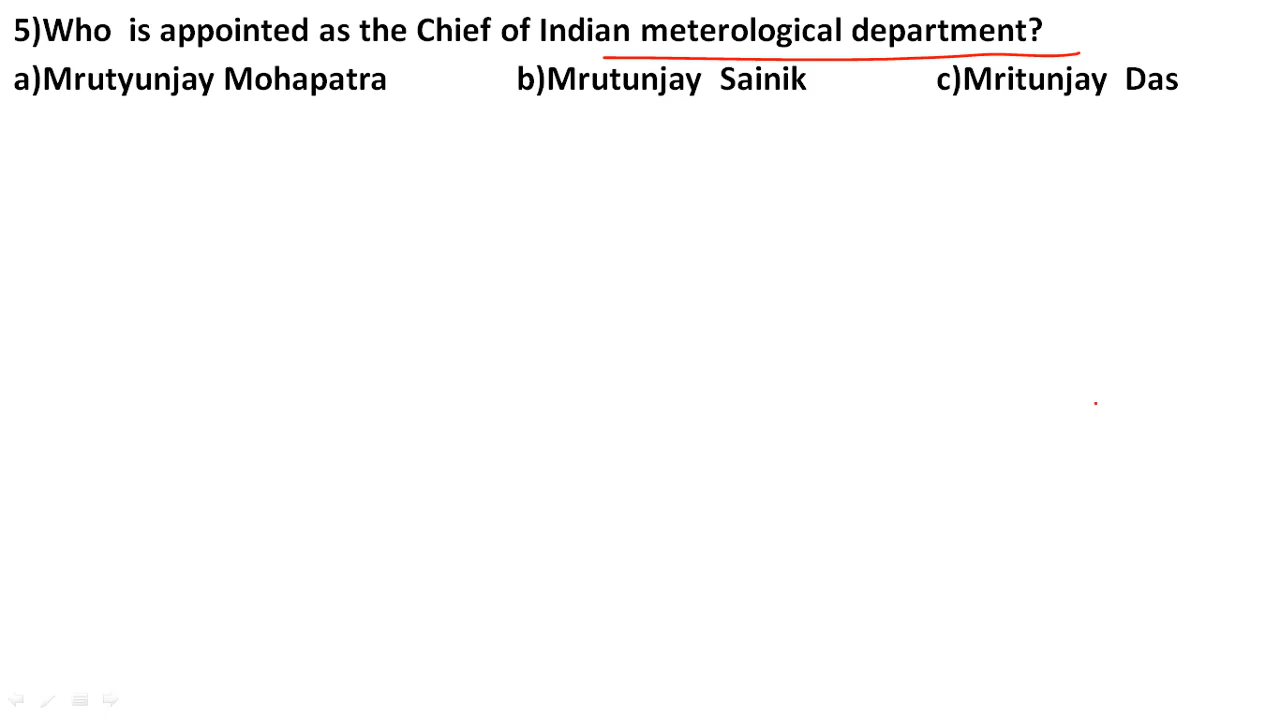 5)Who is appointed as the Chief of Indian meterological department?
a)Mrutyunjay Mohapatra b)Mrutunjay Sainik c)Mritunjay Das